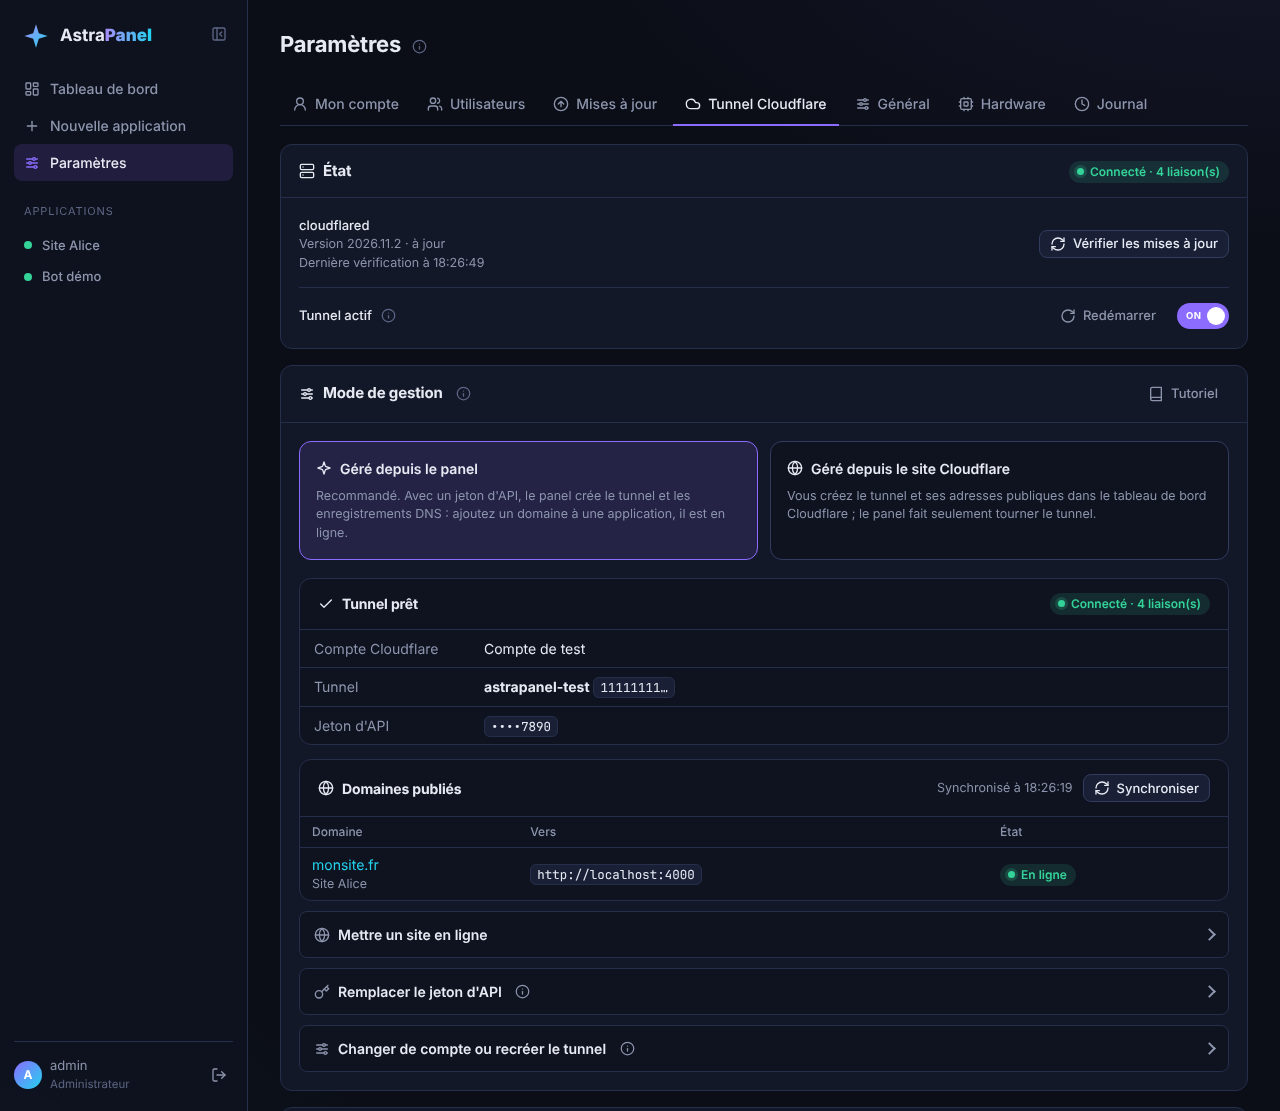 AstraPanel
Tableau de bord
Nouvelle application
Paramètres
APPLICATIONS
Site Alice
Bot démo
A
admin
Administrateur
Paramètres
Mon compte
Utilisateurs
Mises à jour
Tunnel Cloudflare
Général
Hardware
Journal
État
Connecté · 4 liaison(s)
cloudflared
Version 2026.11.2 · à jour
Dernière vérification à 18:26:49
Vérifier les mises à jour
Tunnel actif
Redémarrer
ON
Mode de gestion
Tutoriel
Géré depuis le panel
Recommandé. Avec un jeton d'API, le panel crée le tunnel et les
enregistrements DNS : ajoutez un domaine à une application, il est en
ligne.
Géré depuis le site Cloudflare
Vous créez le tunnel et ses adresses publiques dans le tableau de bord
Cloudflare ; le panel fait seulement tourner le tunnel.
Tunnel prêt
Connecté · 4 liaison(s)
Compte Cloudflare
Compte de test
Tunnel
astrapanel-test 11111111…
Jeton d'API
••••7890
Domaines publiés
Synchronisé à 18:26:19
Synchroniser
Domaine
Vers
État
monsite.fr
Site Alice
http://localhost:4000
En ligne
Mettre un site en ligne
Remplacer le jeton d'API
Changer de compte ou recréer le tunnel